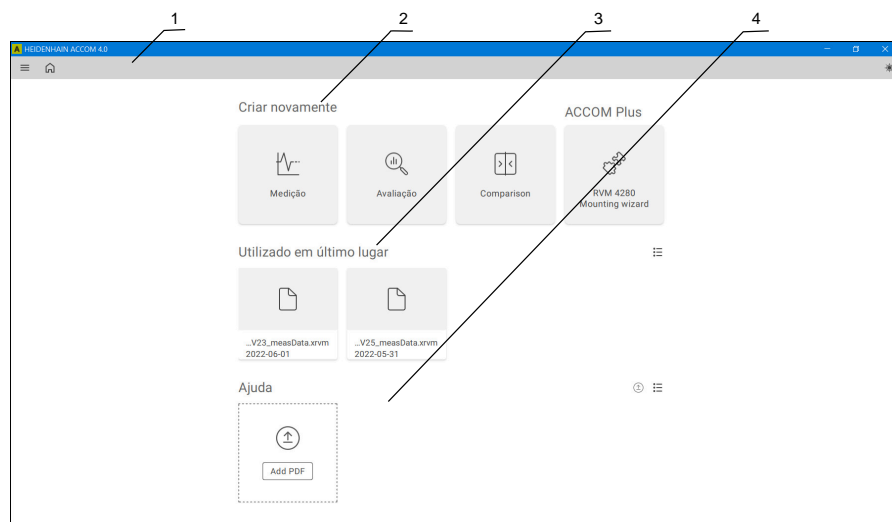 1 2 3 4
A HEIDENHAIN ACCOM 4.0
Criar novamente
ACCOM Plus
Medição
Avaliação
Comparison
RVM 4280
Mounting wizard
Utilizado em último lugar
...V23_measData.xrvm
2022-06-01
...V25_measData.xrvm
2022-05-31
Ajuda
Add PDF